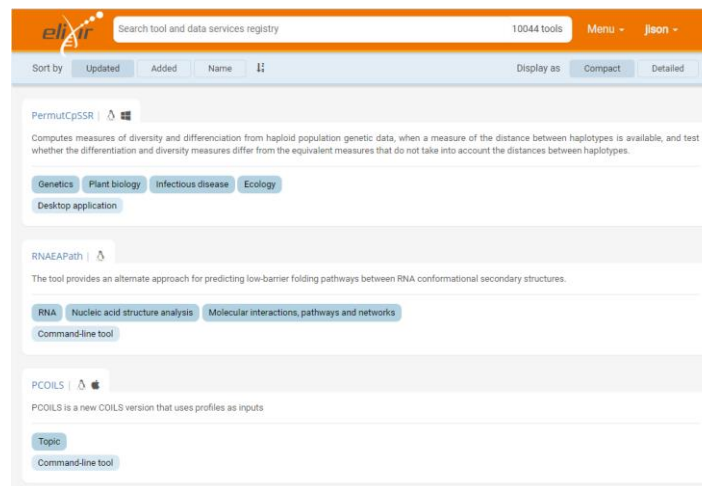 elixir
Search tool and data services registry 10044 tools Menu Jison
Sort by Updated Added Name Display as Compact Detailed
PermutCpSSR |
Computes measures of diversity and differenciation from haploid population genetic data, when a measure of the distance between haplotypes is available, and test
whether the differentiation and diversity measures differ from the equivalent measures that do not take into account the distances between haplotypes.
Genetics Plant biology Infectious disease Ecology
Desktop application
RNAEAPath |
The tool provides an alternate approach for predicting low-barrier folding pathways between RNA conformational secondary structures.
RNA Nucleic acid structure analysis Molecular interactions, pathways and networks
Command-line tool
PCOILS |
PCOILS is a new COILS version that uses profiles as inputs
Topic
Command-line tool